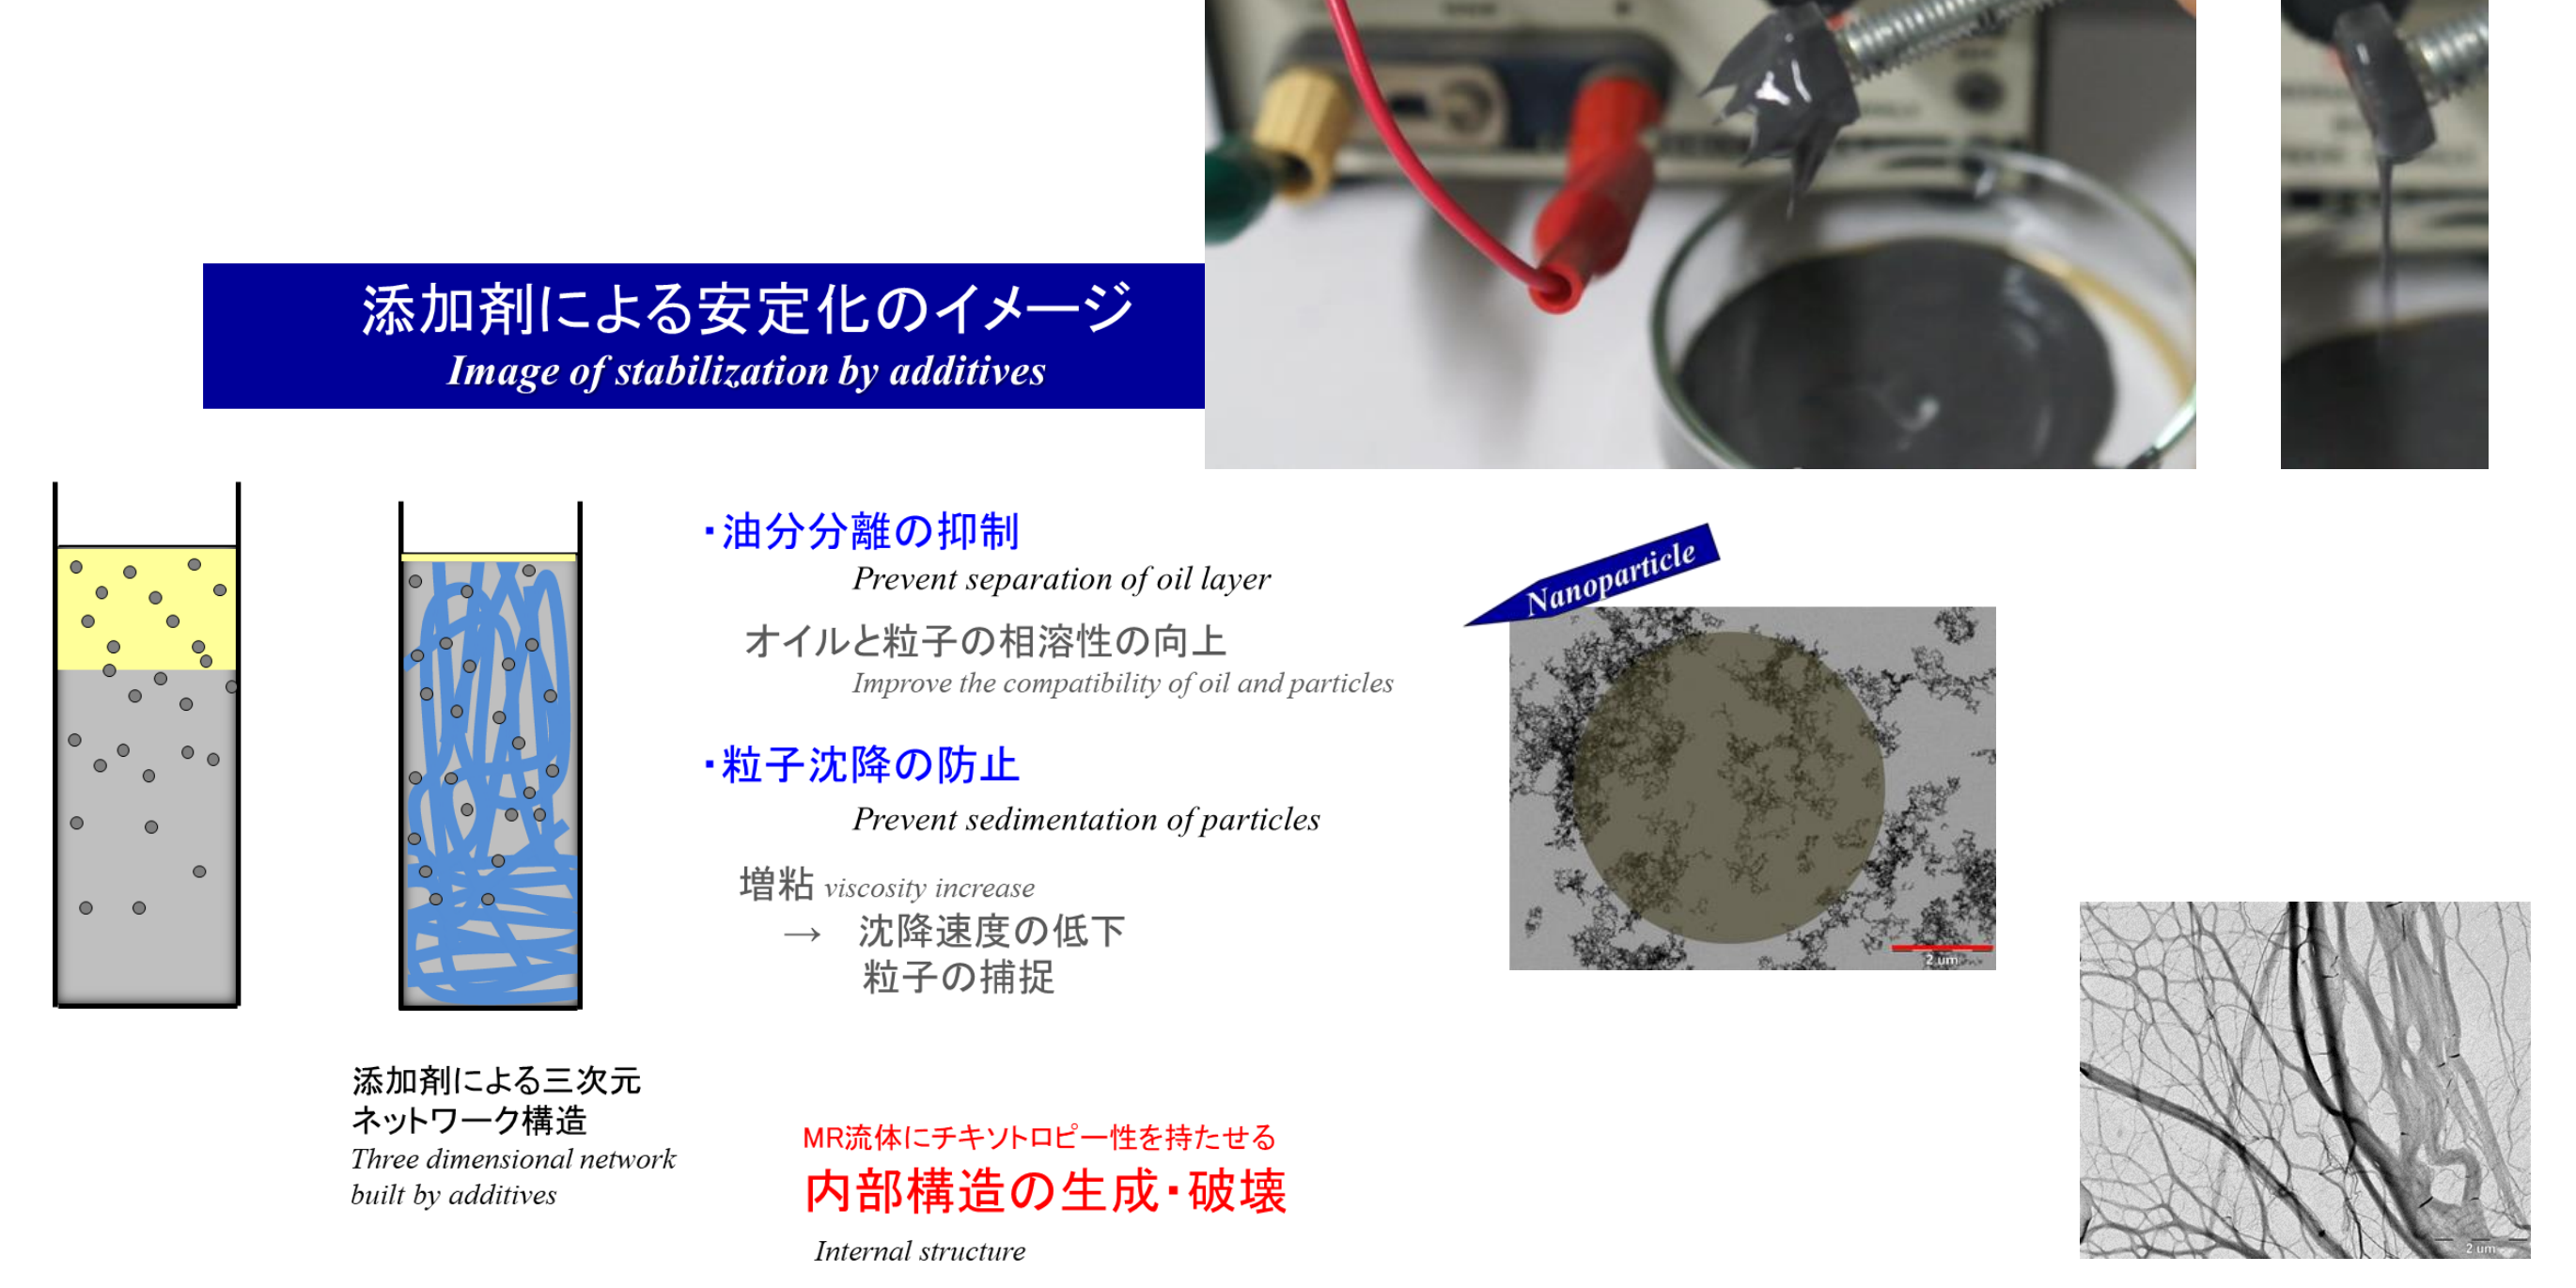 添加剤による安定化のイメージ
Image of stabilization by additives
・油分分離の抑制
Prevent separation of oil layer
オイルと粒子の相溶性の向上
Improve the compatibility of oil and particles
・粒子沈降の防止
Prevent sedimentation of particles
増粘 viscosity increase
→ 沈降速度の低下
粒子の捕捉
添加剤による三次元
ネットワーク構造
Three dimensional network
built by additives
MR流体にチキソトロピー性を持たせる
内部構造の生成・破壊
Internal structure
Nanoparticle
2 um
2 um